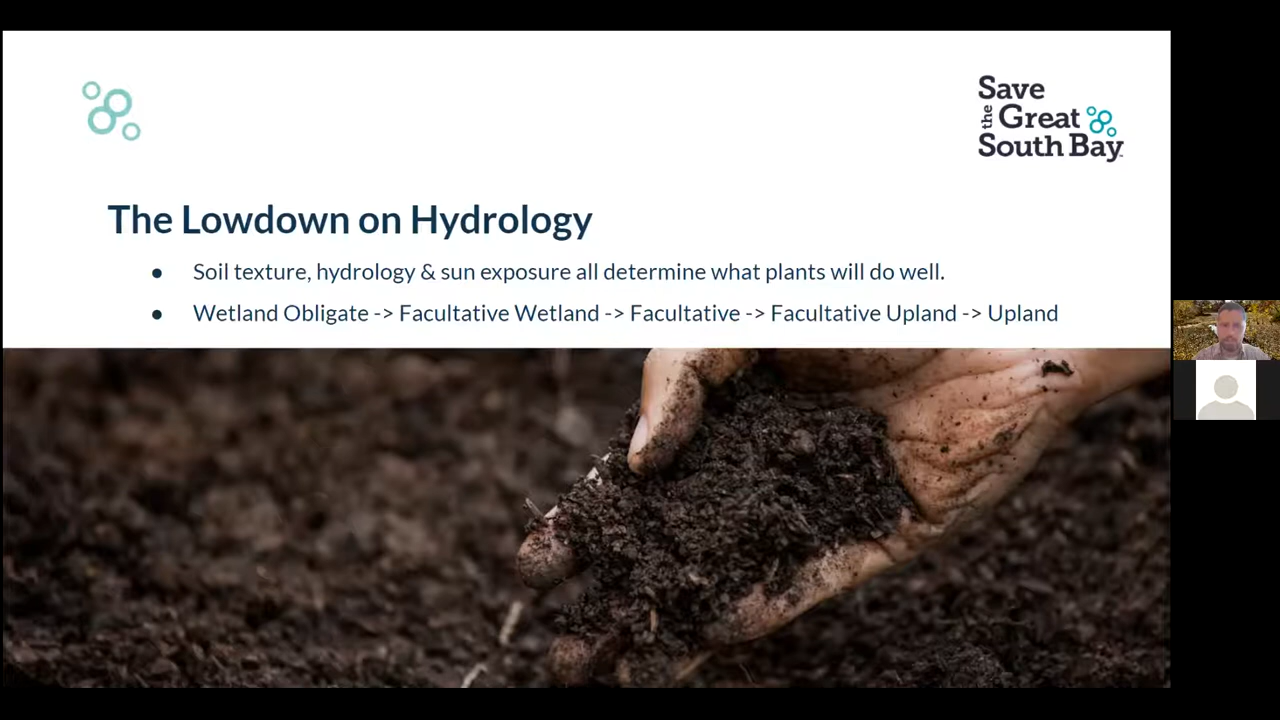 Save
the Great
South Bay
The Lowdown on Hydrology
● Soil texture, hydrology & sun exposure all determine what plants will do well.
● Wetland Obligate -> Facultative Wetland -> Facultative -> Facultative Upland -> Upland